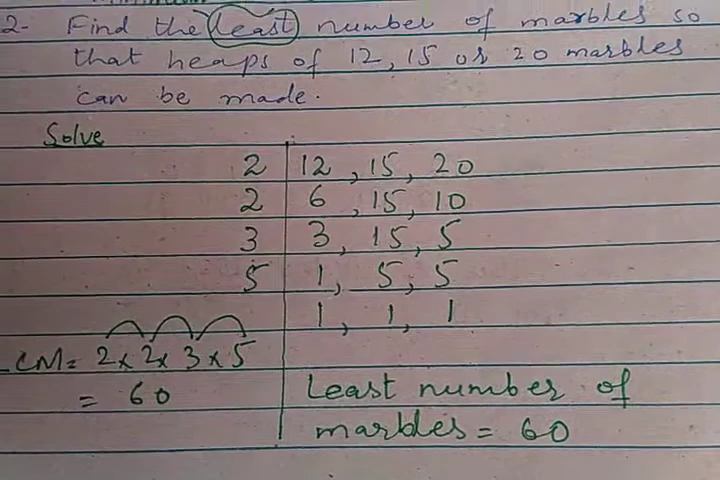 2. Find the least number of marbles so
that heaps of 12, 15 or 20 marbles
can be made.
Solve
2 | 12, 15, 20
2 | 6, 15, 10
3 | 3, 15, 5
5 | 1, 5, 5
1, 1, 1
LCM = 2 x 2 x 3 x 5
= 60
Least number of
marbles = 60